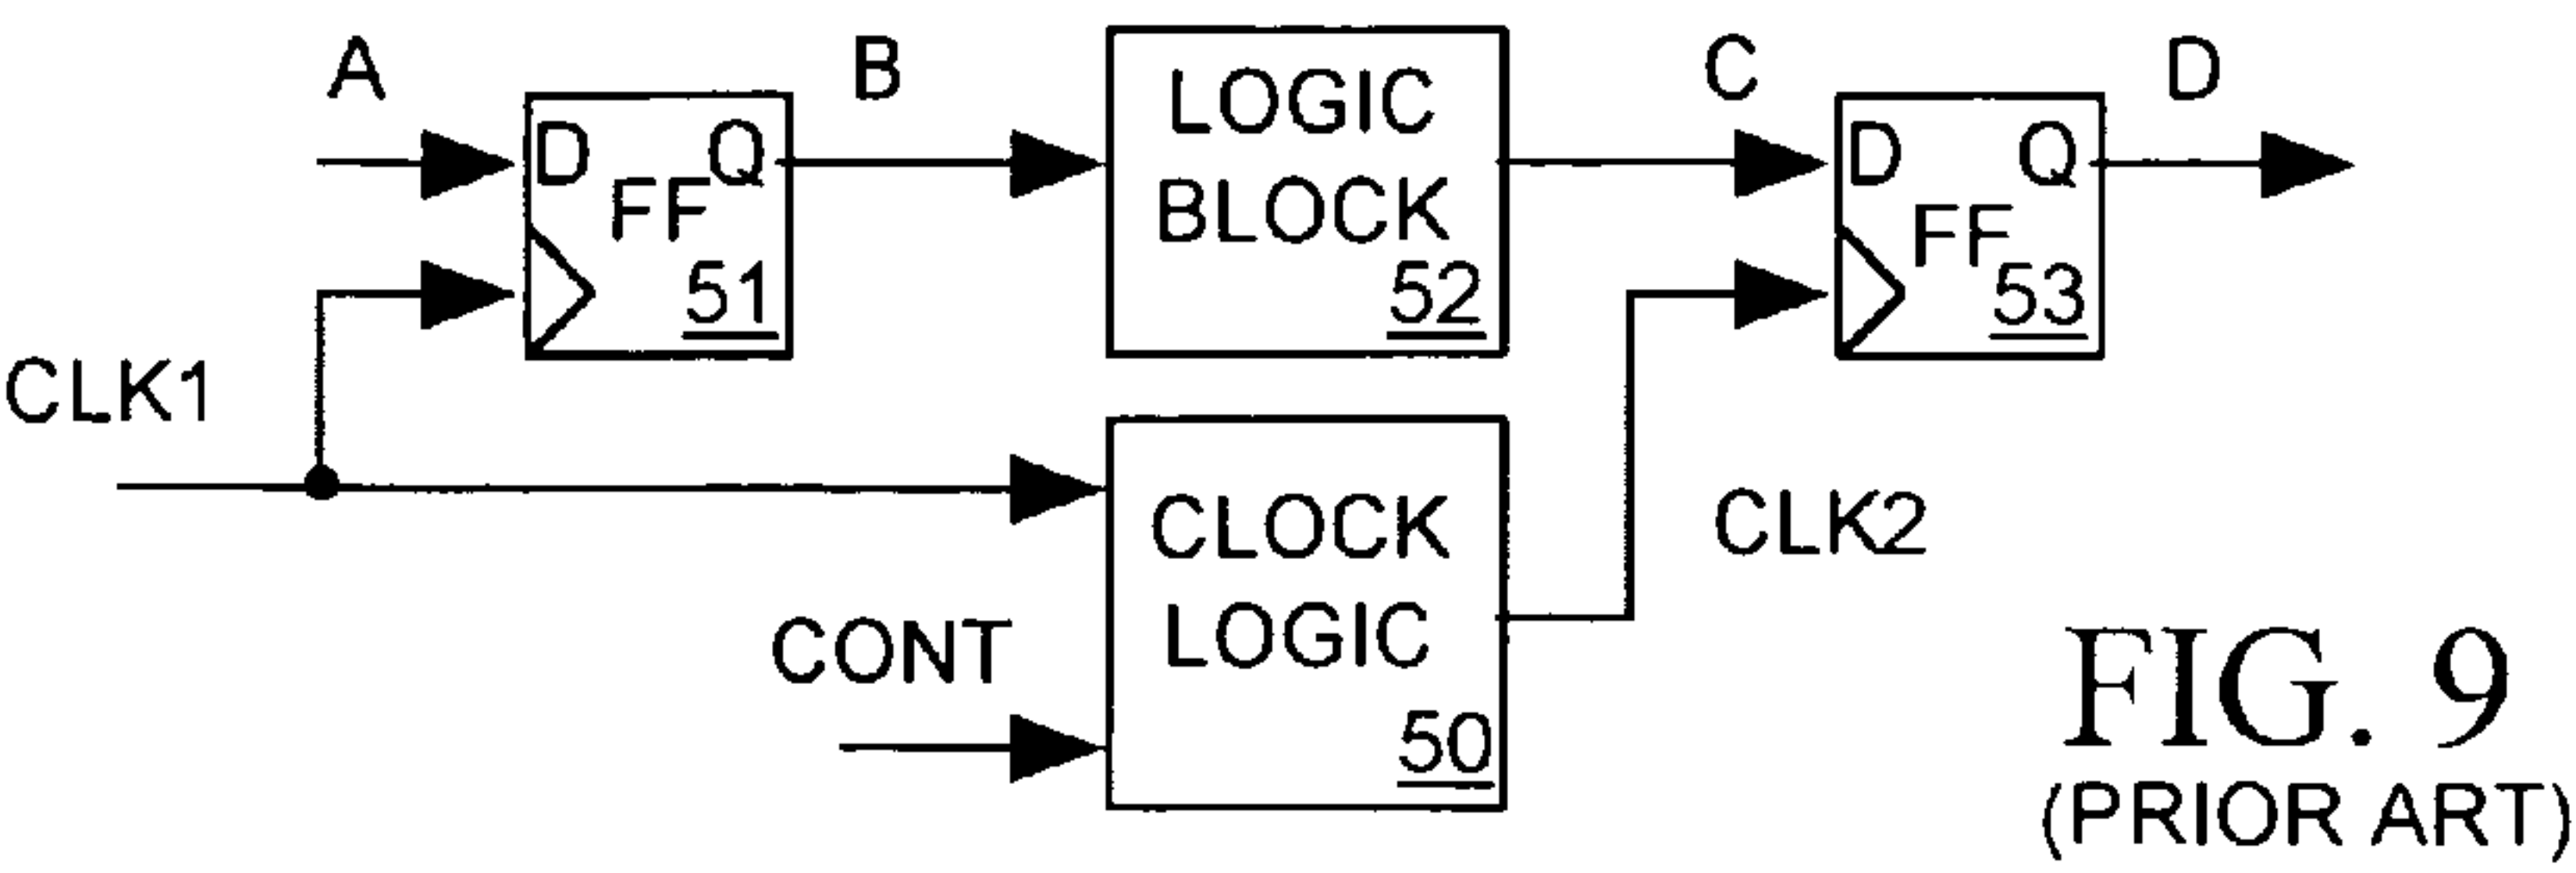 A
B
C
D
D Q
FF
51
LOGIC
BLOCK
52
D Q
FF
53
CLK1
CLOCK
LOGIC
50
CONT
CLK2
FIG. 9
(PRIOR ART)